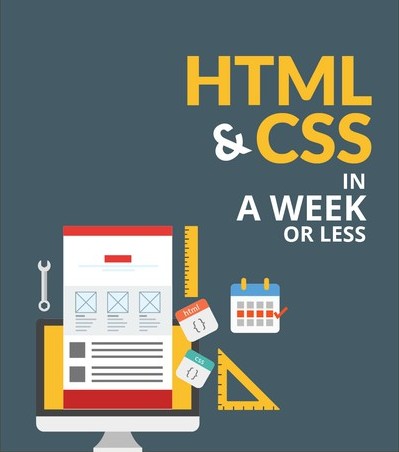 HTML
& CSS
IN
A WEEK
OR LESS
html
{ }
css
{ }